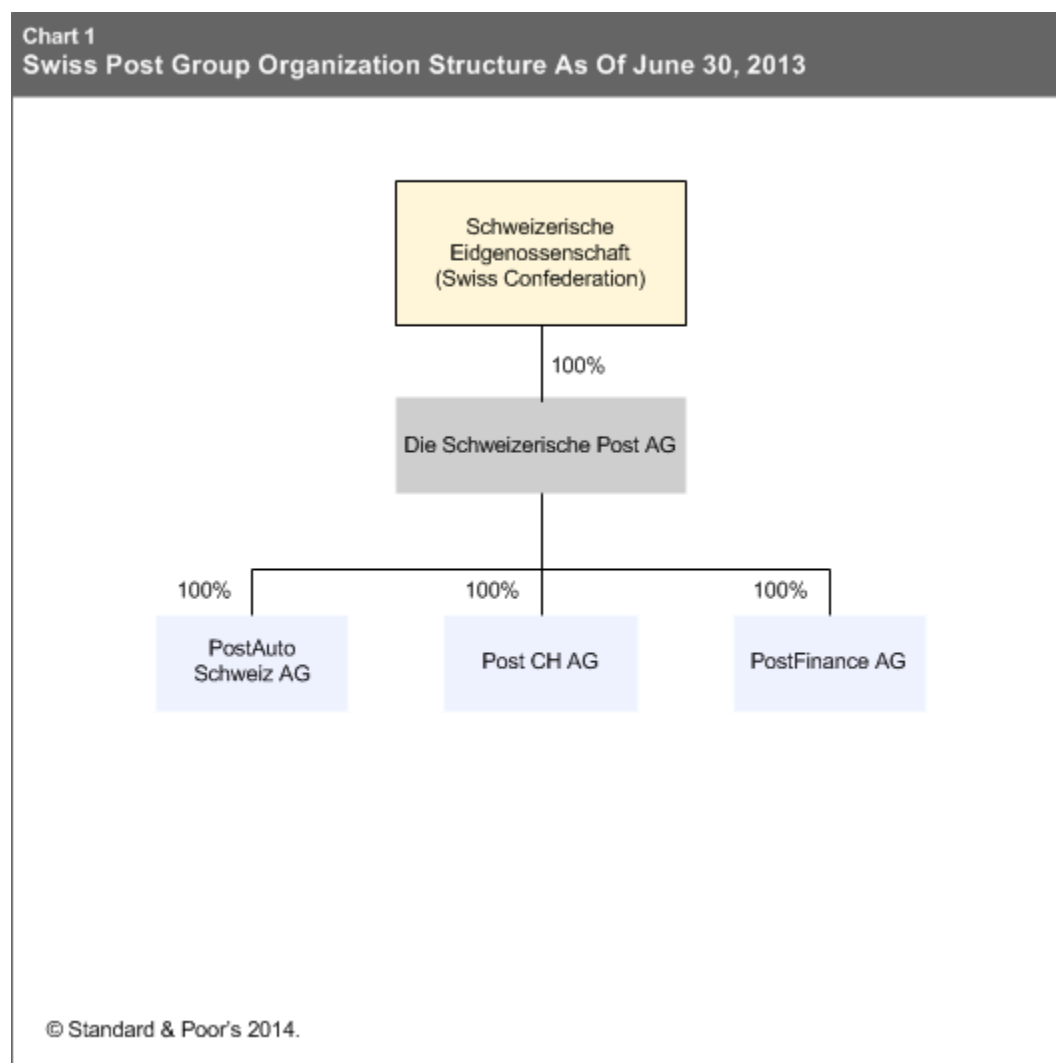 Chart 1
Swiss Post Group Organization Structure As Of June 30, 2013
Schweizerische
Eidgenossenschaft
(Swiss Confederation)
100%
Die Schweizerische Post AG
100%
100%
100%
PostAuto
Schweiz AG
Post CH AG
PostFinance AG
© Standard & Poor's 2014.